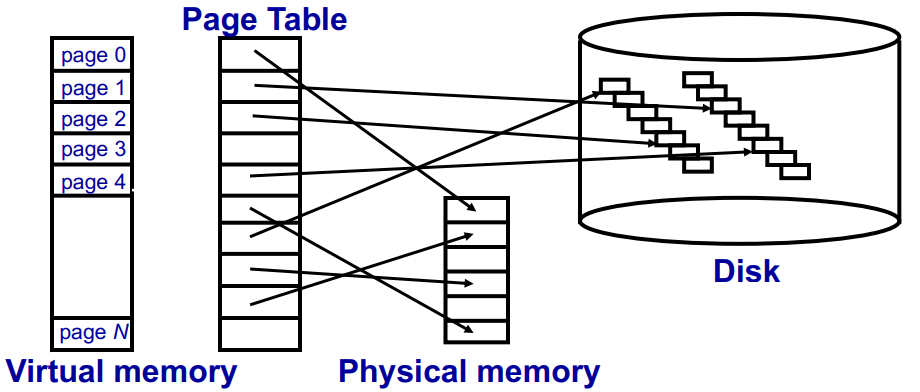 Page Table
page 0
page 1
page 2
page 3
page 4
page N
Disk
Virtual memory
Physical memory